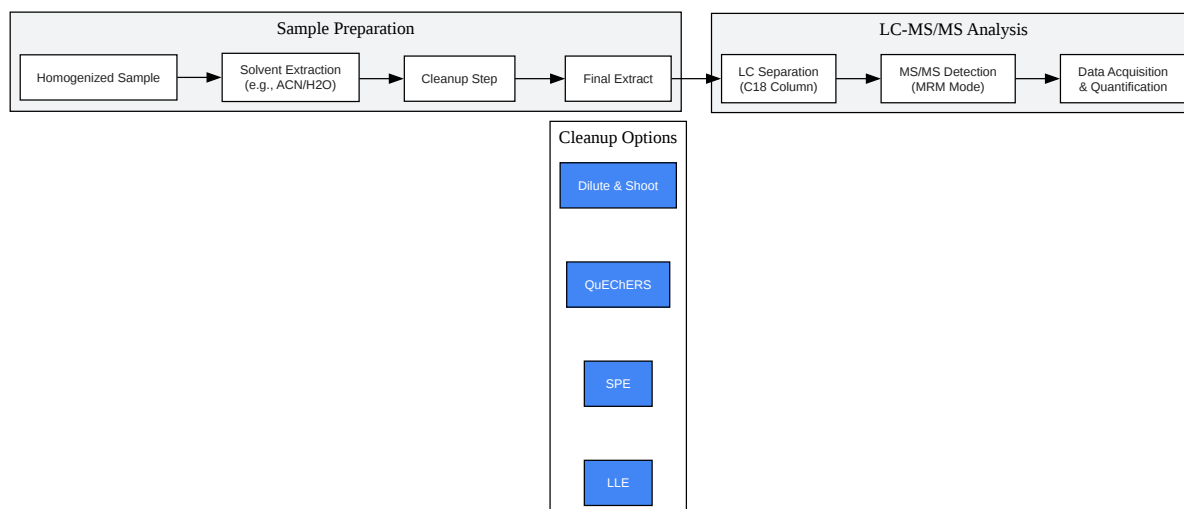 Sample Preparation
Homogenized Sample
Solvent Extraction
(e.g., ACN/H2O)
Cleanup Step
Final Extract
LC-MS/MS Analysis
LC Separation
(C18 Column)
MS/MS Detection
(MRM Mode)
Data Acquisition
& Quantification
Cleanup Options
Dilute & Shoot
QuEChERS
SPE
LLE